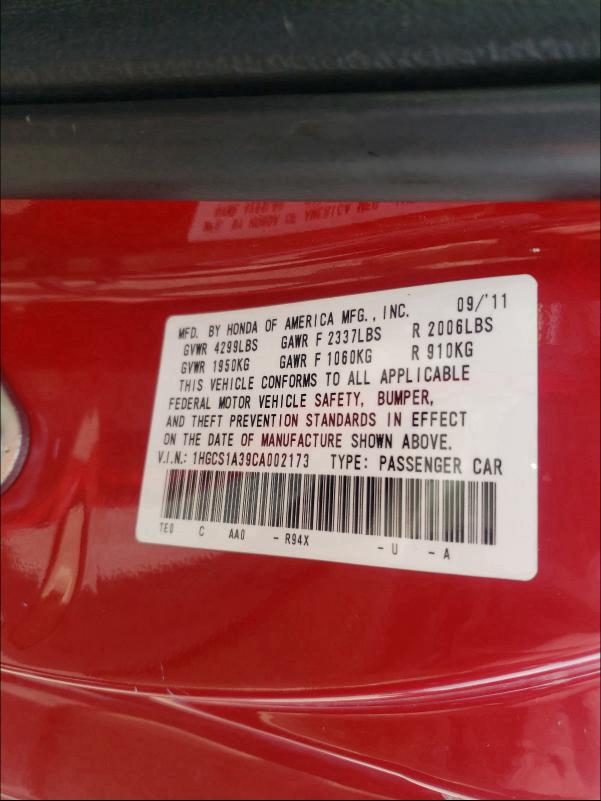 MFD. BY HONDA OF AMERICA MFG., INC. 09/'11
GVWR 4299LBS GAWR F 2337LBS R 2006LBS
GVWR 1950KG GAWR F 1060KG R 910KG
THIS VEHICLE CONFORMS TO ALL APPLICABLE
FEDERAL MOTOR VEHICLE SAFETY, BUMPER,
AND THEFT PREVENTION STANDARDS IN EFFECT
ON THE DATE OF MANUFACTURE SHOWN ABOVE.
V.I.N.: 1HGCS1A39CA002173 TYPE: PASSENGER CAR
TE0 C AA0 - R94X - U - A